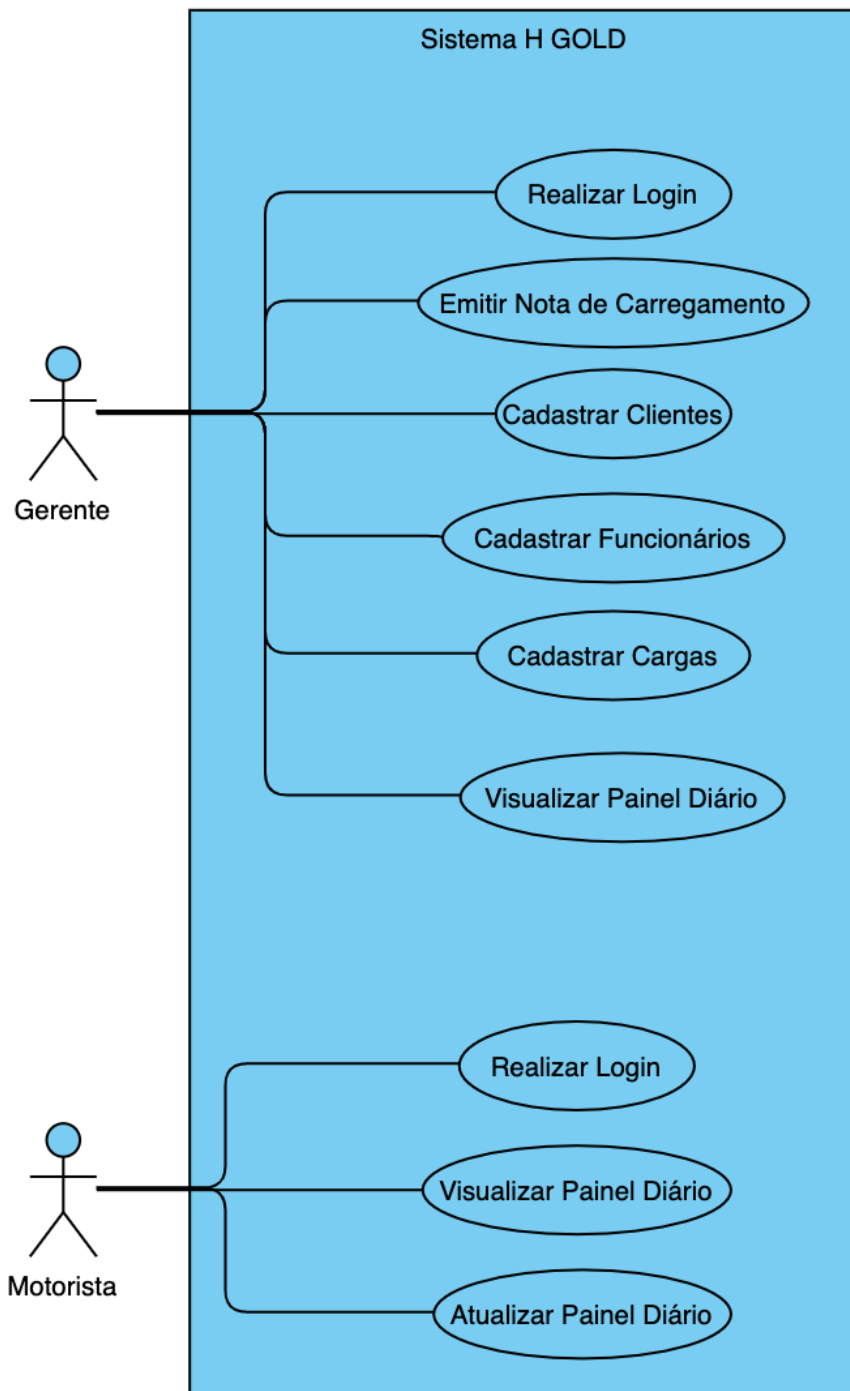 Sistema H GOLD
Realizar Login
Emitir Nota de Carregamento
Cadastrar Clientes
Gerente
Cadastrar Funcionários
Cadastrar Cargas
Visualizar Painel Diário
Realizar Login
Visualizar Painel Diário
Motorista
Atualizar Painel Diário